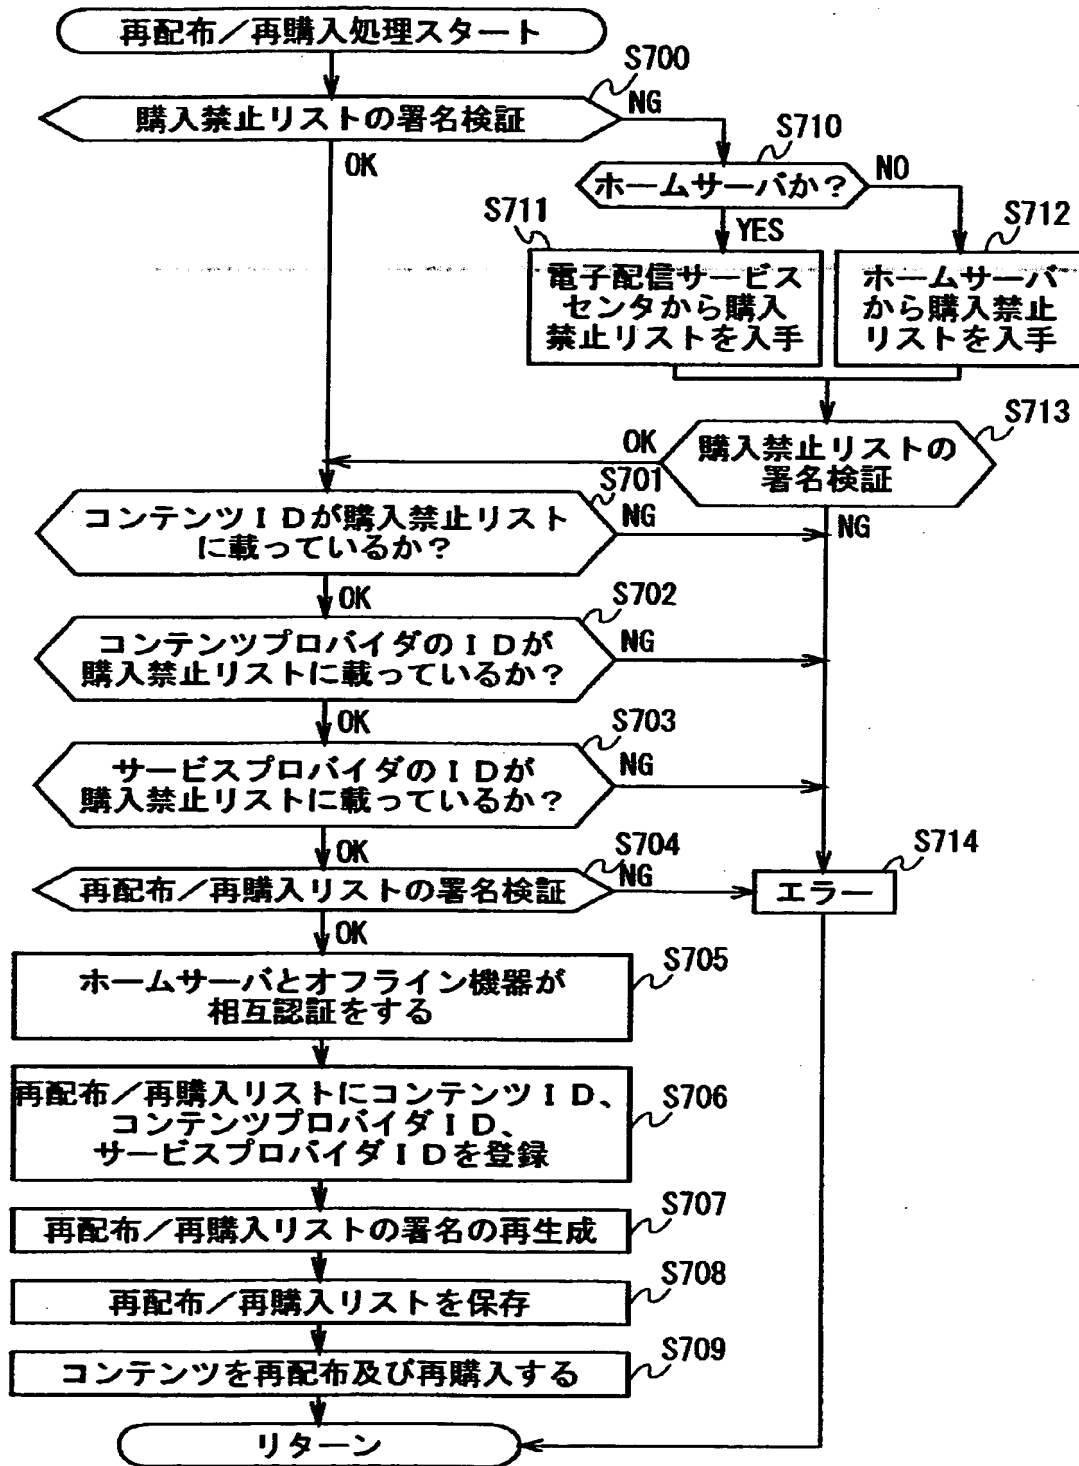 再配布／再購入処理スタート
S700
購入禁止リストの署名検証
NG
OK
S710
ホームサーバか？
NO
YES
S711
電子配信サービス
センタから購入
禁止リストを入手
S712
ホームサーバ
から購入禁止
リストを入手
S713
購入禁止リストの
署名検証
OK
NG
S701
コンテンツＩＤが購入禁止リスト
に載っているか？
NG
OK
S702
コンテンツプロバイダのＩＤが
購入禁止リストに載っているか？
NG
OK
S703
サービスプロバイダのＩＤが
購入禁止リストに載っているか？
NG
OK
S704
再配布／再購入リストの署名検証
NG
S714
エラー
OK
S705
ホームサーバとオフライン機器が
相互認証をする
S706
再配布／再購入リストにコンテンツＩＤ、
コンテンツプロバイダＩＤ、
サービスプロバイダＩＤを登録
S707
再配布／再購入リストの署名の再生成
S708
再配布／再購入リストを保存
S709
コンテンツを再配布及び再購入する
リターン